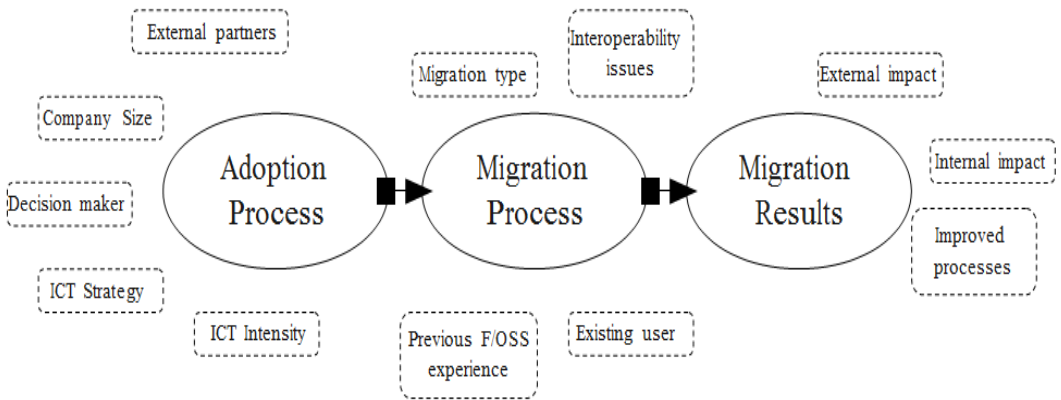 External partners
Interoperability
issues
Migration type
External impact
Company Size
Adoption
Process
Migration
Process
Migration
Results
Internal impact
Decision maker
Improved
processes
ICT Strategy
ICT Intensity
Previous F/OSS
experience
Existing user